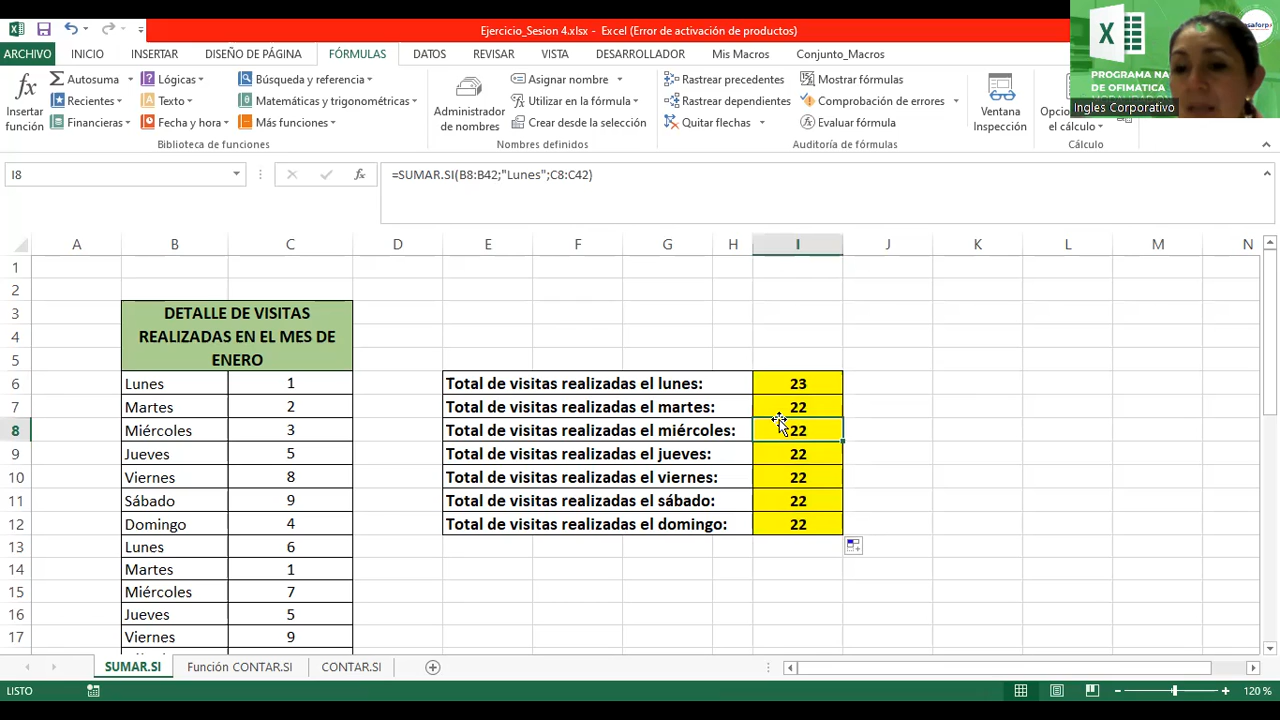 Ejercicio_Sesion 4.xlsx - Excel (Error de activación de productos)
ARCHIVO INICIO INSERTAR DISEÑO DE PÁGINA FÓRMULAS DATOS REVISAR VISTA DESARROLLADOR Mis Macros Conjunto_Macros
PROGRAMA NA
DE OFIMÁTICA
Ingles Corporativo
Insertar función
Autosuma Lógicas Búsqueda y referencia
Recientes Texto Matemáticas y trigonométricas
Financieras Fecha y hora Más funciones
Biblioteca de funciones
Administrador de nombres
Asignar nombre
Utilizar en la fórmula
Crear desde la selección
Nombres definidos
Rastrear precedentes Mostrar fórmulas
Rastrear dependientes Comprobación de errores
Quitar flechas Evaluar fórmula
Auditoría de fórmulas
Ventana Inspección
el cálculo
Cálculo
I8 fx =SUMAR.SI(B8:B42;"Lunes";C8:C42)
A B C D E F G H I J K L M N
1
2
3 DETALLE DE VISITAS
4 REALIZADAS EN EL MES DE
5 ENERO
6 Lunes 1 Total de visitas realizadas el lunes: 23
7 Martes 2 Total de visitas realizadas el martes: 22
8 Miércoles 3 Total de visitas realizadas el miércoles: 22
9 Jueves 5 Total de visitas realizadas el jueves: 22
10 Viernes 8 Total de visitas realizadas el viernes: 22
11 Sábado 9 Total de visitas realizadas el sábado: 22
12 Domingo 4 Total de visitas realizadas el domingo: 22
13 Lunes 6
14 Martes 1
15 Miércoles 7
16 Jueves 5
17 Viernes 9
SUMAR.SI Función CONTAR.SI CONTAR.SI
LISTO 120 %